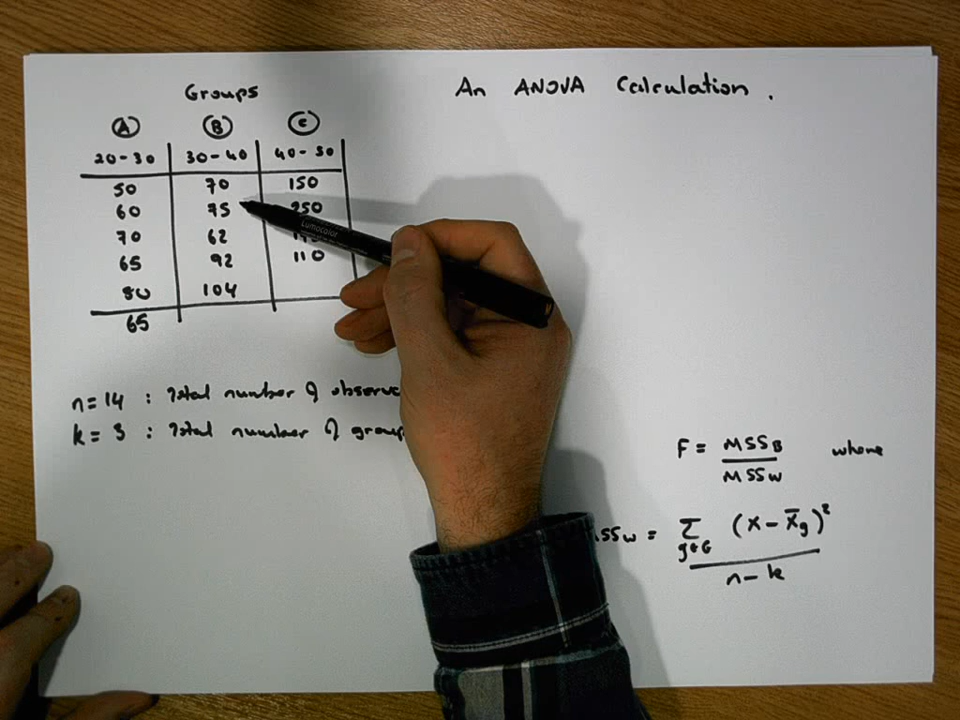 Groups
An ANOVA Calculation.
A B C
20-30 30-40 40-50
50 70 150
60 75 250
70 62
65 92 110
80 104
65
n=14 : Total number of
k= 3 : Total number of
F = MSSB where
MSSW
= Σ (x - x̄g)²
g∈G
n-k
Lumocolor